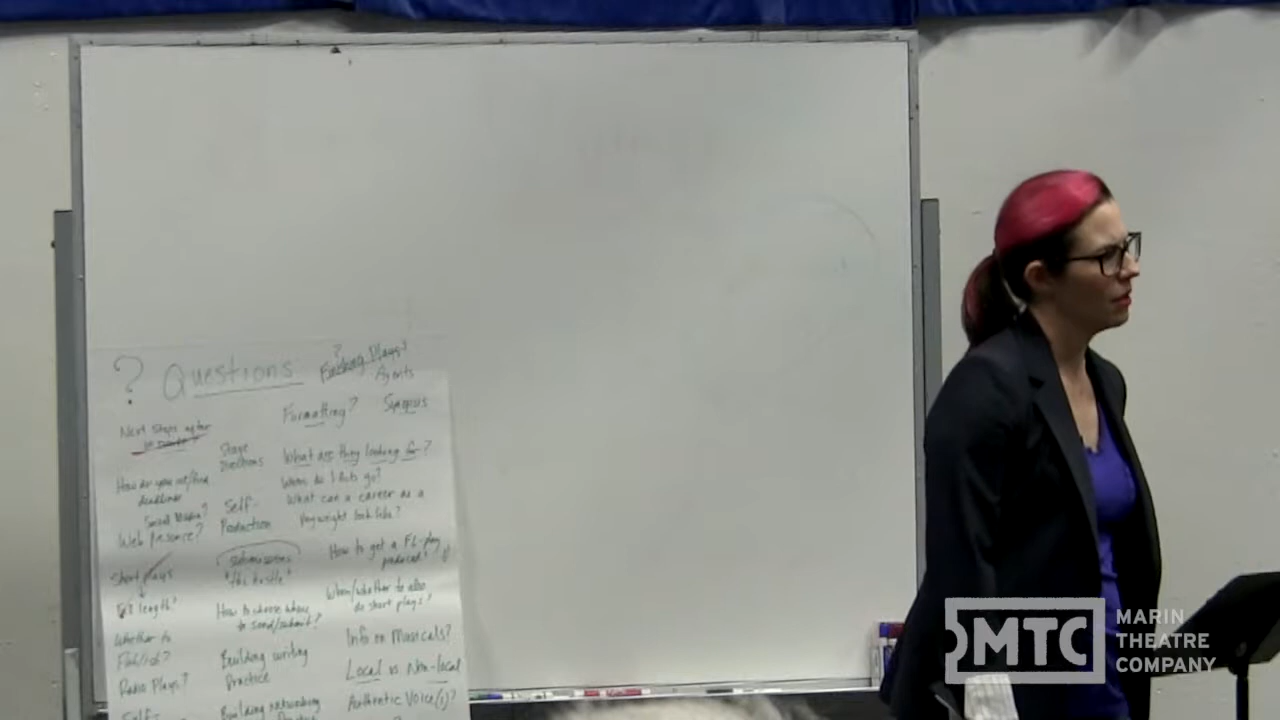 ? Questions
Finding Plays?
Agents
Formatting?
Synopsis
Next Steps after
Stage
Directions
What are they looking for?
How do you
deadlines
Where do I go?
What can a career as a
Playwright look like?
Social Media?
Web Presence?
Self-
Production
Short plays
length?
submissions
"the hustle"
How to get a FL-play
produced?
When/whether to also
do short plays?
How to choose where
to send/submit?
Whether to
Publish?
Building writing
Practice
Info on Musicals?
Local vs Non-local
Radio Plays?
Self-
Building networking
Authentic Voice(s)?
MTC
MARIN
THEATRE
COMPANY